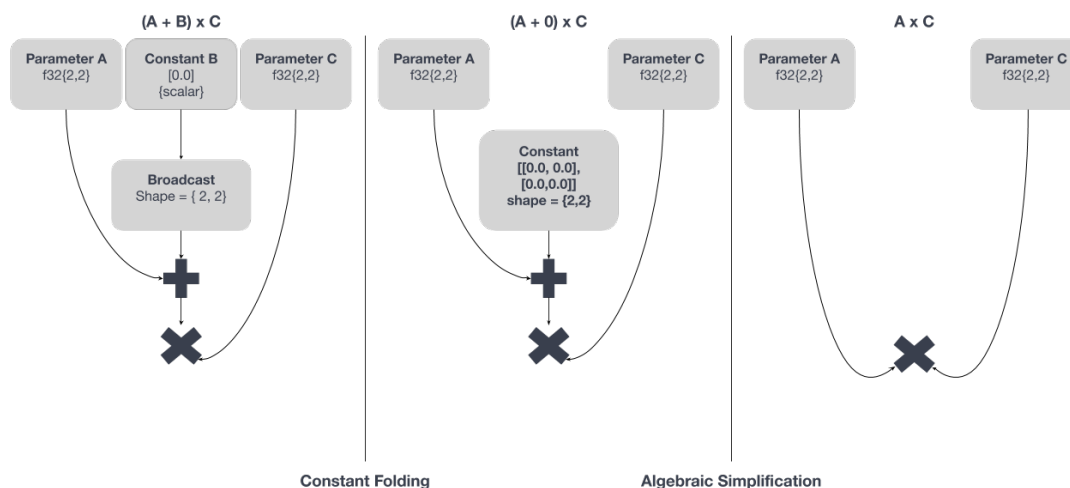 (A + B) x C
Parameter A
f32{2,2}
Constant B
[0.0]
{scalar}
Parameter C
f32{2,2}
Broadcast
Shape = { 2, 2}
(A + 0) x C
Parameter A
f32{2,2}
Parameter C
f32{2,2}
Constant
[[0.0, 0.0],
[0.0,0.0]]
shape = {2,2}
A x C
Parameter A
f32{2,2}
Parameter C
f32{2,2}
Constant Folding
Algebraic Simplification